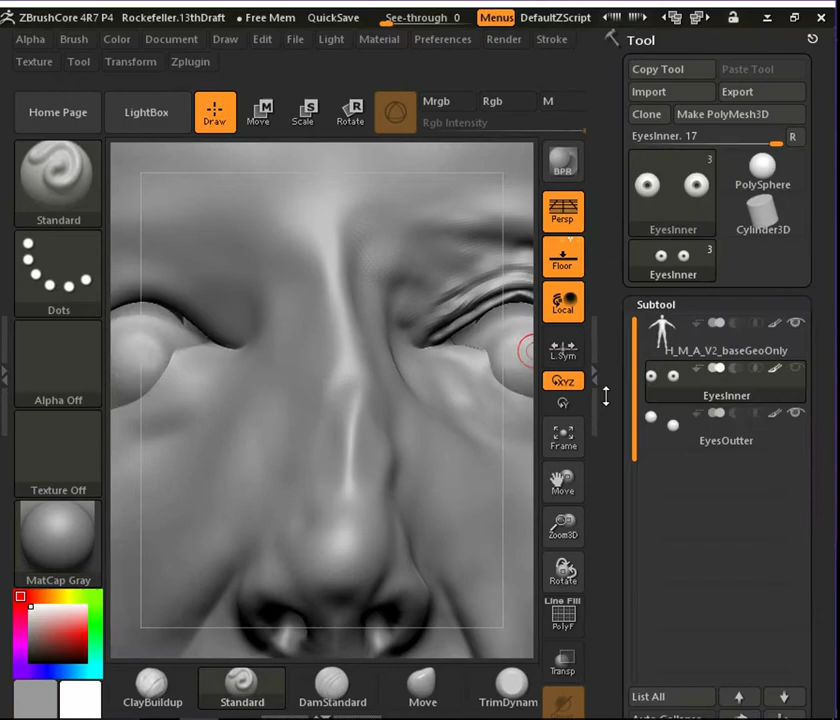 ZBrushCore 4R7 P4 Rockefeller.13thDraft • Free Mem • QuickSave See-through 0 Menus DefaultZScript
Alpha Brush Color Document Draw Edit File Light Material Preferences Render Stroke
Texture Tool Transform Zplugin
Tool
Copy Tool Paste Tool
Import Export
Clone Make PolyMesh3D
EyesInner. 17 R
Home Page LightBox Draw Move Scale Rotate Mrgb Rgb M
Rgb Intensity
3
EyesInner
PolySphere
Cylinder3D
3
EyesInner
Standard
Dots
Alpha Off
Texture Off
MatCap Gray
BPR
Persp
Floor
Local
L.Sym
XYZ
Y
Frame
Move
Zoom3D
Rotate
Line Fill
PolyF
Transp
Subtool
H_M_A_V2_baseGeoOnly
EyesInner
EyesOutter
List All
Auto Collapse
ClayBuildup Standard DamStandard Move TrimDynam